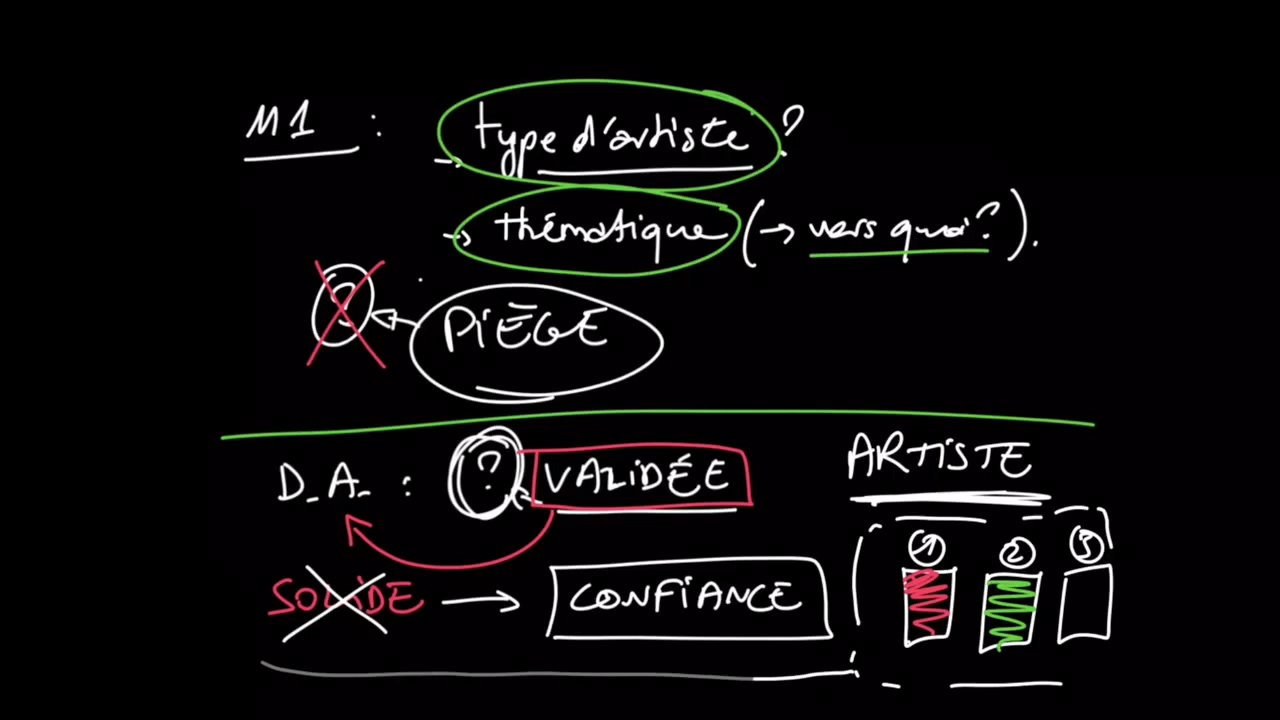 M1 : → type d'artiste ?
→ thématique (→ vers quoi ?).
?
PIÈGE
D.A. : ? VALIDÉE
ARTISTE
1 2 3
SOLIDE → CONFIANCE